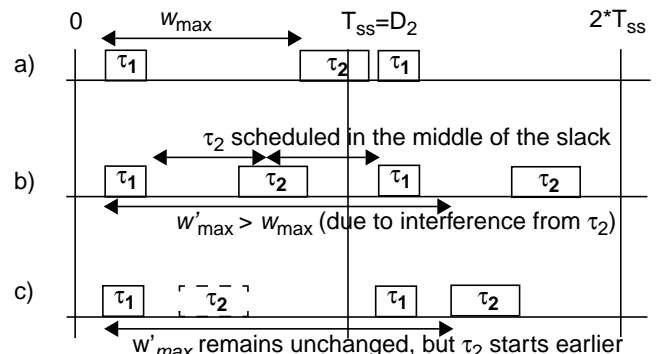 0 w_max T_ss=D_2 2*T_ss
a) τ_1 τ_2 τ_1
τ_2 scheduled in the middle of the slack
b) τ_1 τ_2 τ_1 τ_2
w'_max > w_max (due to interference from τ_2)
c) τ_1 τ_2 τ_1 τ_2
w'_max remains unchanged, but τ_2 starts earlier